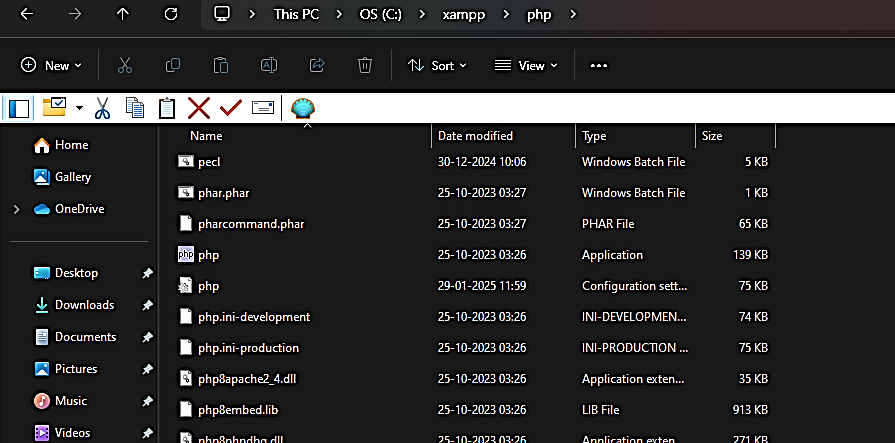 This PC > OS (C:) > xampp > php >
New Sort View ...
Name Date modified Type Size
Home
Gallery
OneDrive
Desktop
Downloads
Documents
Pictures
Music
Videos
pecl 30-12-2024 10:06 Windows Batch File 5 KB
phar.phar 25-10-2023 03:27 Windows Batch File 1 KB
pharcommand.phar 25-10-2023 03:27 PHAR File 65 KB
php php 25-10-2023 03:26 Application 139 KB
php 29-01-2025 11:59 Configuration sett... 75 KB
php.ini-development 25-10-2023 03:26 INI-DEVELOPMEN... 74 KB
php.ini-production 25-10-2023 03:26 INI-PRODUCTION ... 75 KB
php8apache2_4.dll 25-10-2023 03:26 Application exten... 35 KB
php8embed.lib 25-10-2023 03:26 LIB File 913 KB
php8phpdbg.dll 25-10-2023 03:26 Application exten... 271 KB